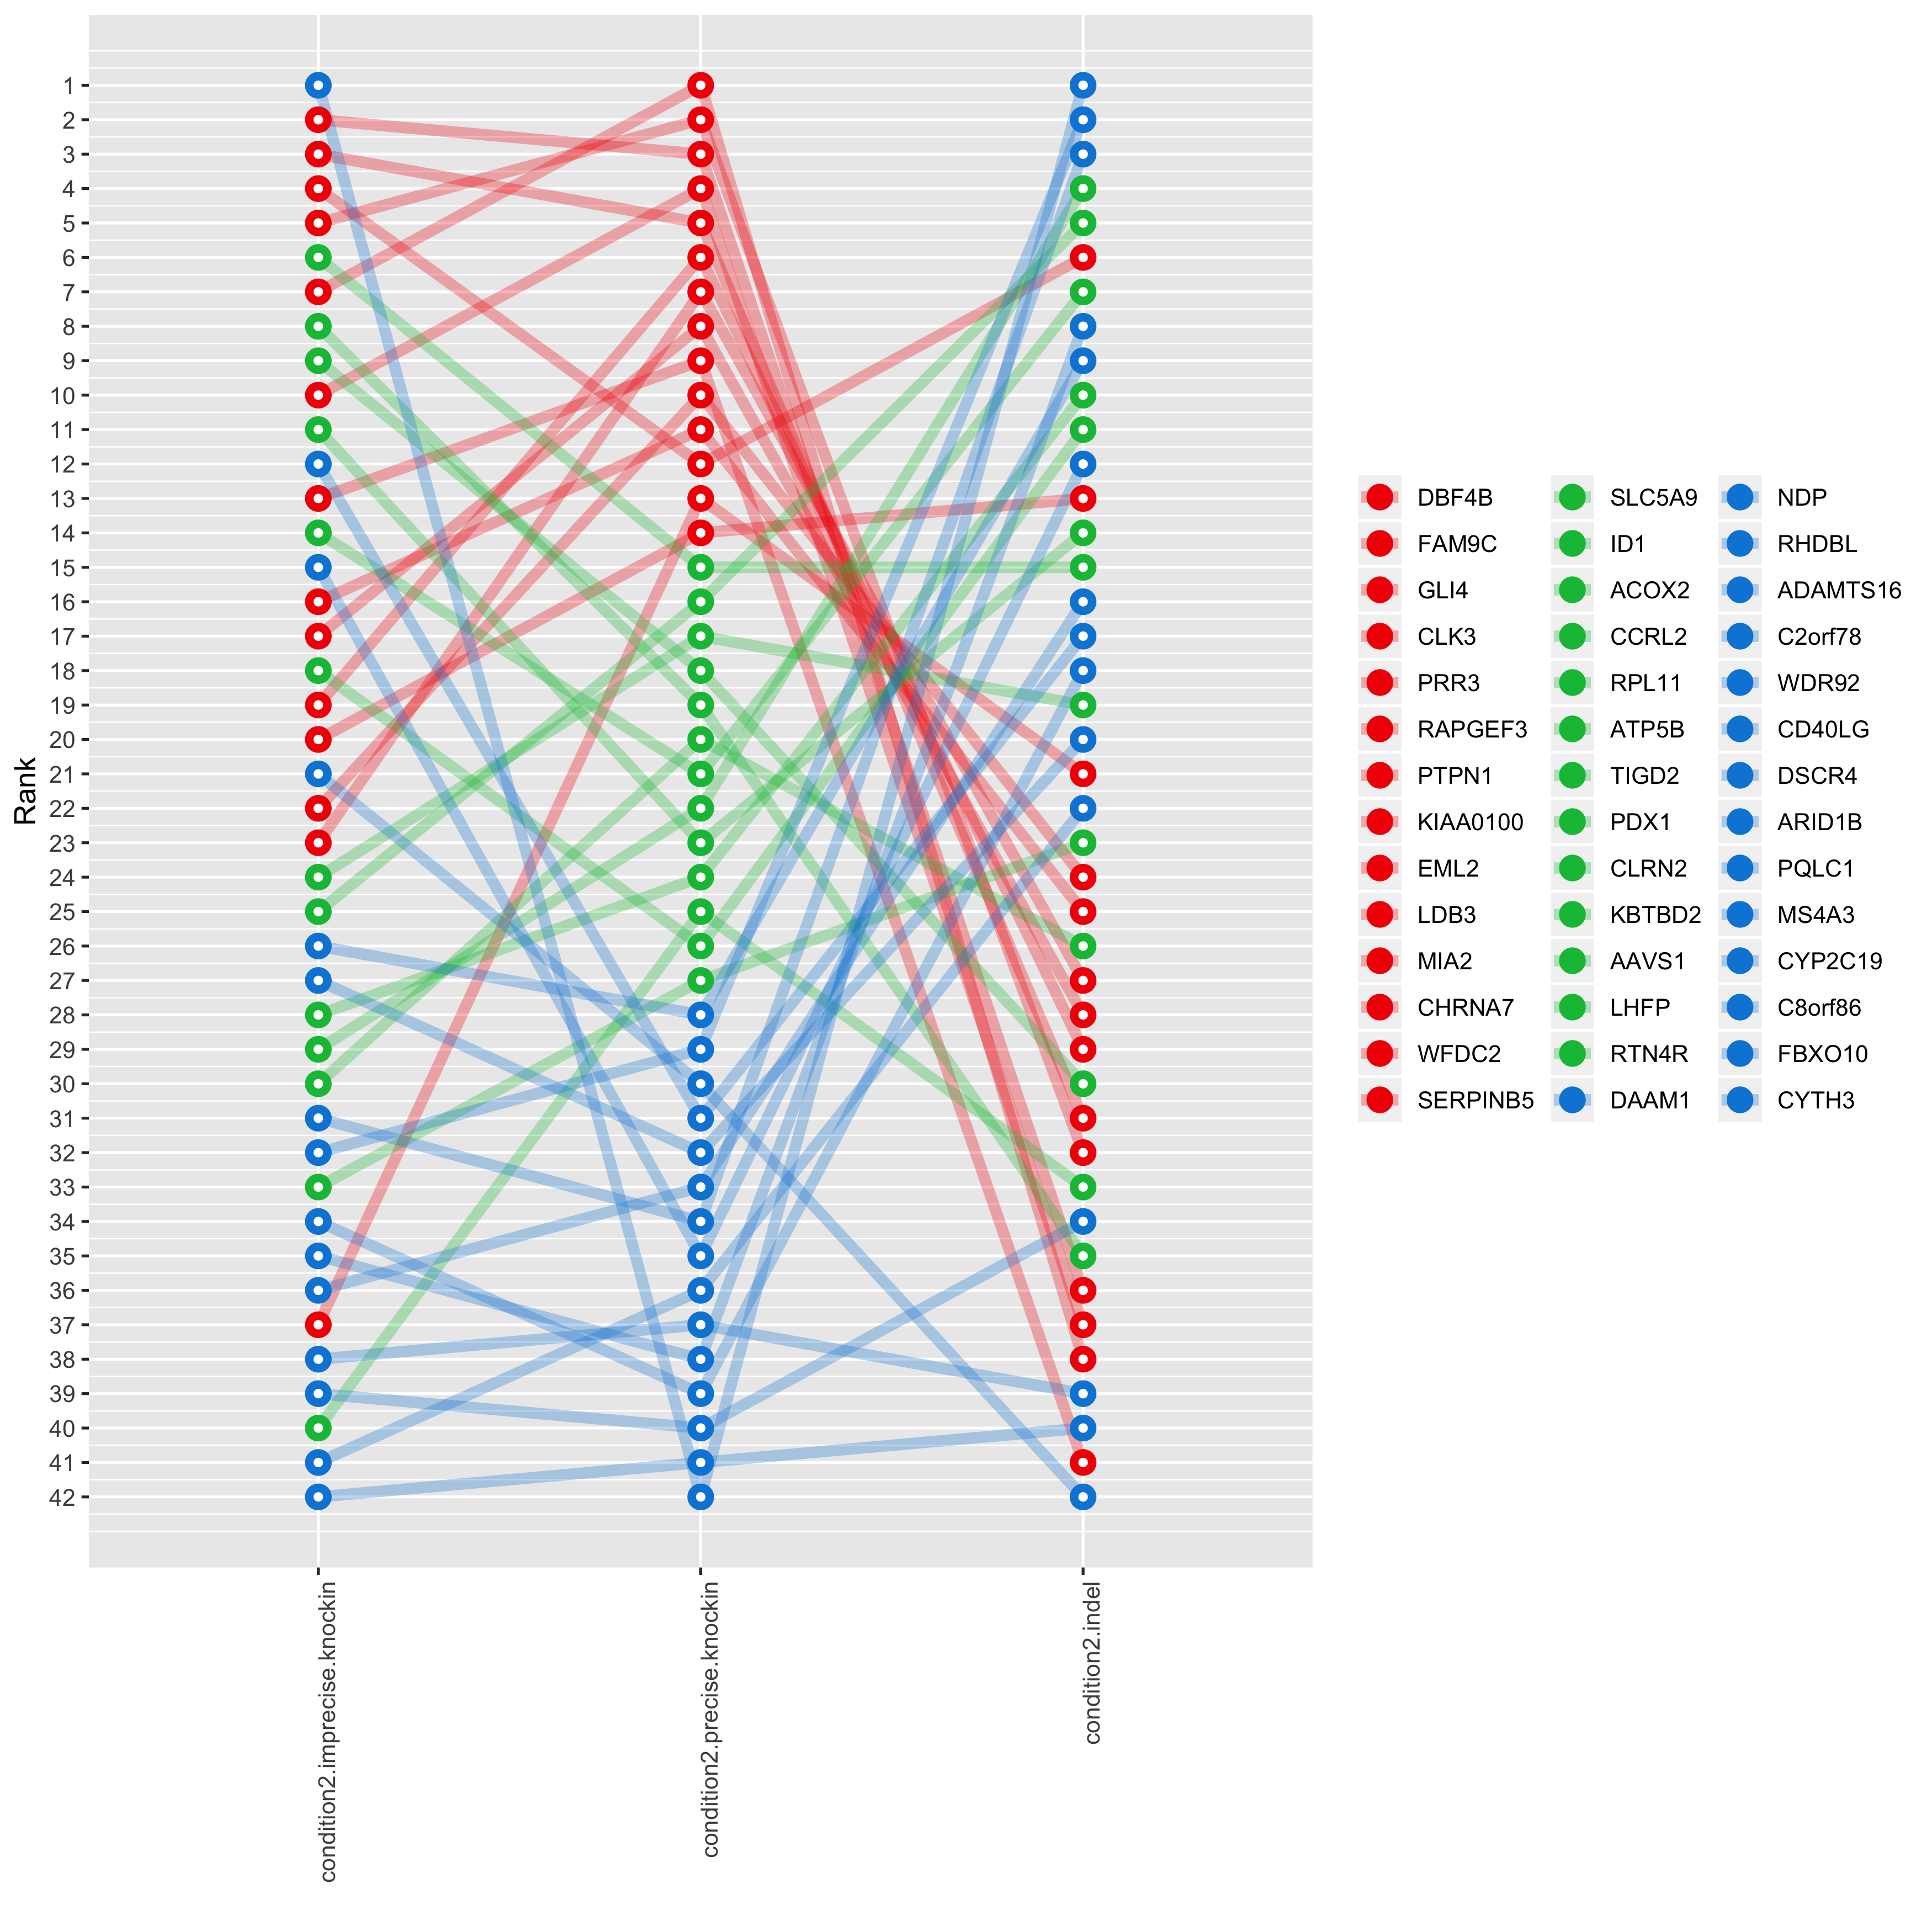 Rank
1
2
3
4
5
6
7
8
9
10
11
12
13
14
15
16
17
18
19
20
21
22
23
24
25
26
27
28
29
30
31
32
33
34
35
36
37
38
39
40
41
42
condition2.imprecise.knockin
condition2.precise.knockin
condition2.indel
DBF4B
FAM9C
GLI4
CLK3
PRR3
RAPGEF3
PTPN1
KIAA0100
EML2
LDB3
MIA2
CHRNA7
WFDC2
SERPINB5
SLC5A9
ID1
ACOX2
CCRL2
RPL11
ATP5B
TIGD2
PDX1
CLRN2
KBTBD2
AAVS1
LHFP
RTN4R
DAAM1
NDP
RHDBL
ADAMTS16
C2orf78
WDR92
CD40LG
DSCR4
ARID1B
PQLC1
MS4A3
CYP2C19
C8orf86
FBXO10
CYTH3